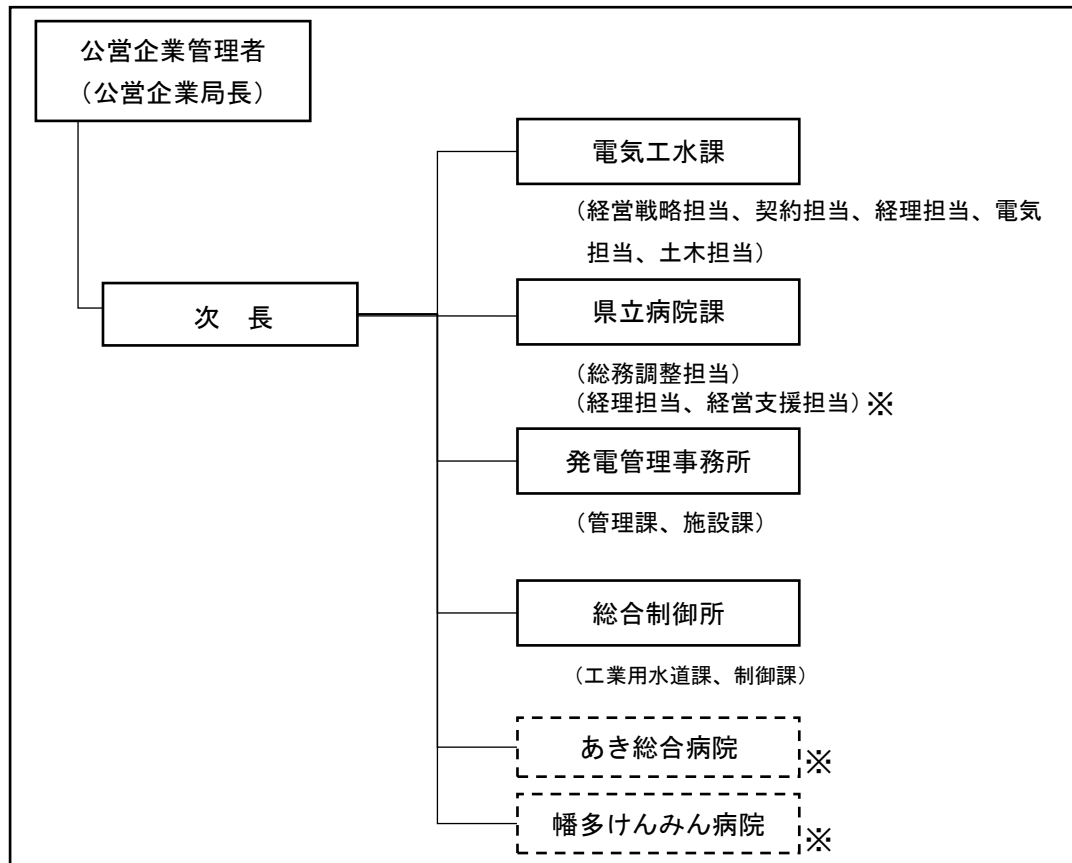 公営企業管理者
（公営企業局長）
電気工水課
（経営戦略担当、契約担当、経理担当、電気
担当、土木担当）
次　長
県立病院課
（総務調整担当）
（経理担当、経営支援担当）※
発電管理事務所
（管理課、施設課）
総合制御所
（工業用水道課、制御課）
あき総合病院
※
幡多けんみん病院
※